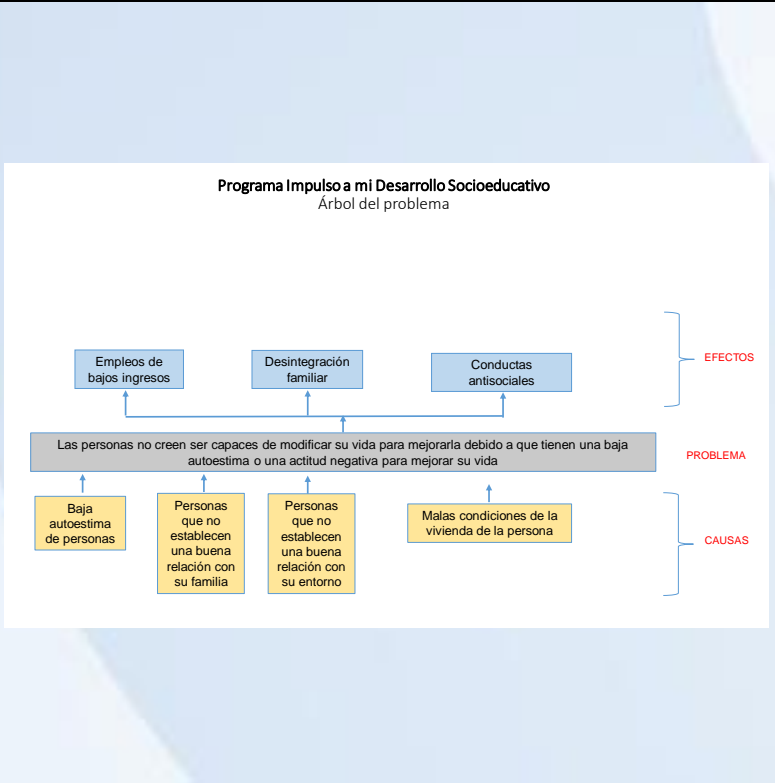 Programa Impulso a mi Desarrollo Socioeducativo
Árbol del problema
Empleos de
bajos ingresos
Desintegración
familiar
Conductas
antisociales
EFECTOS
Las personas no creen ser capaces de modificar su vida para mejorarla debido a que tienen una baja
autoestima o una actitud negativa para mejorar su vida
PROBLEMA
Baja
autoestima
de personas
Personas
que no
establecen
una buena
relación con
su familia
Personas
que no
establecen
una buena
relación con
su entorno
Malas condiciones de la
vivienda de la persona
CAUSAS